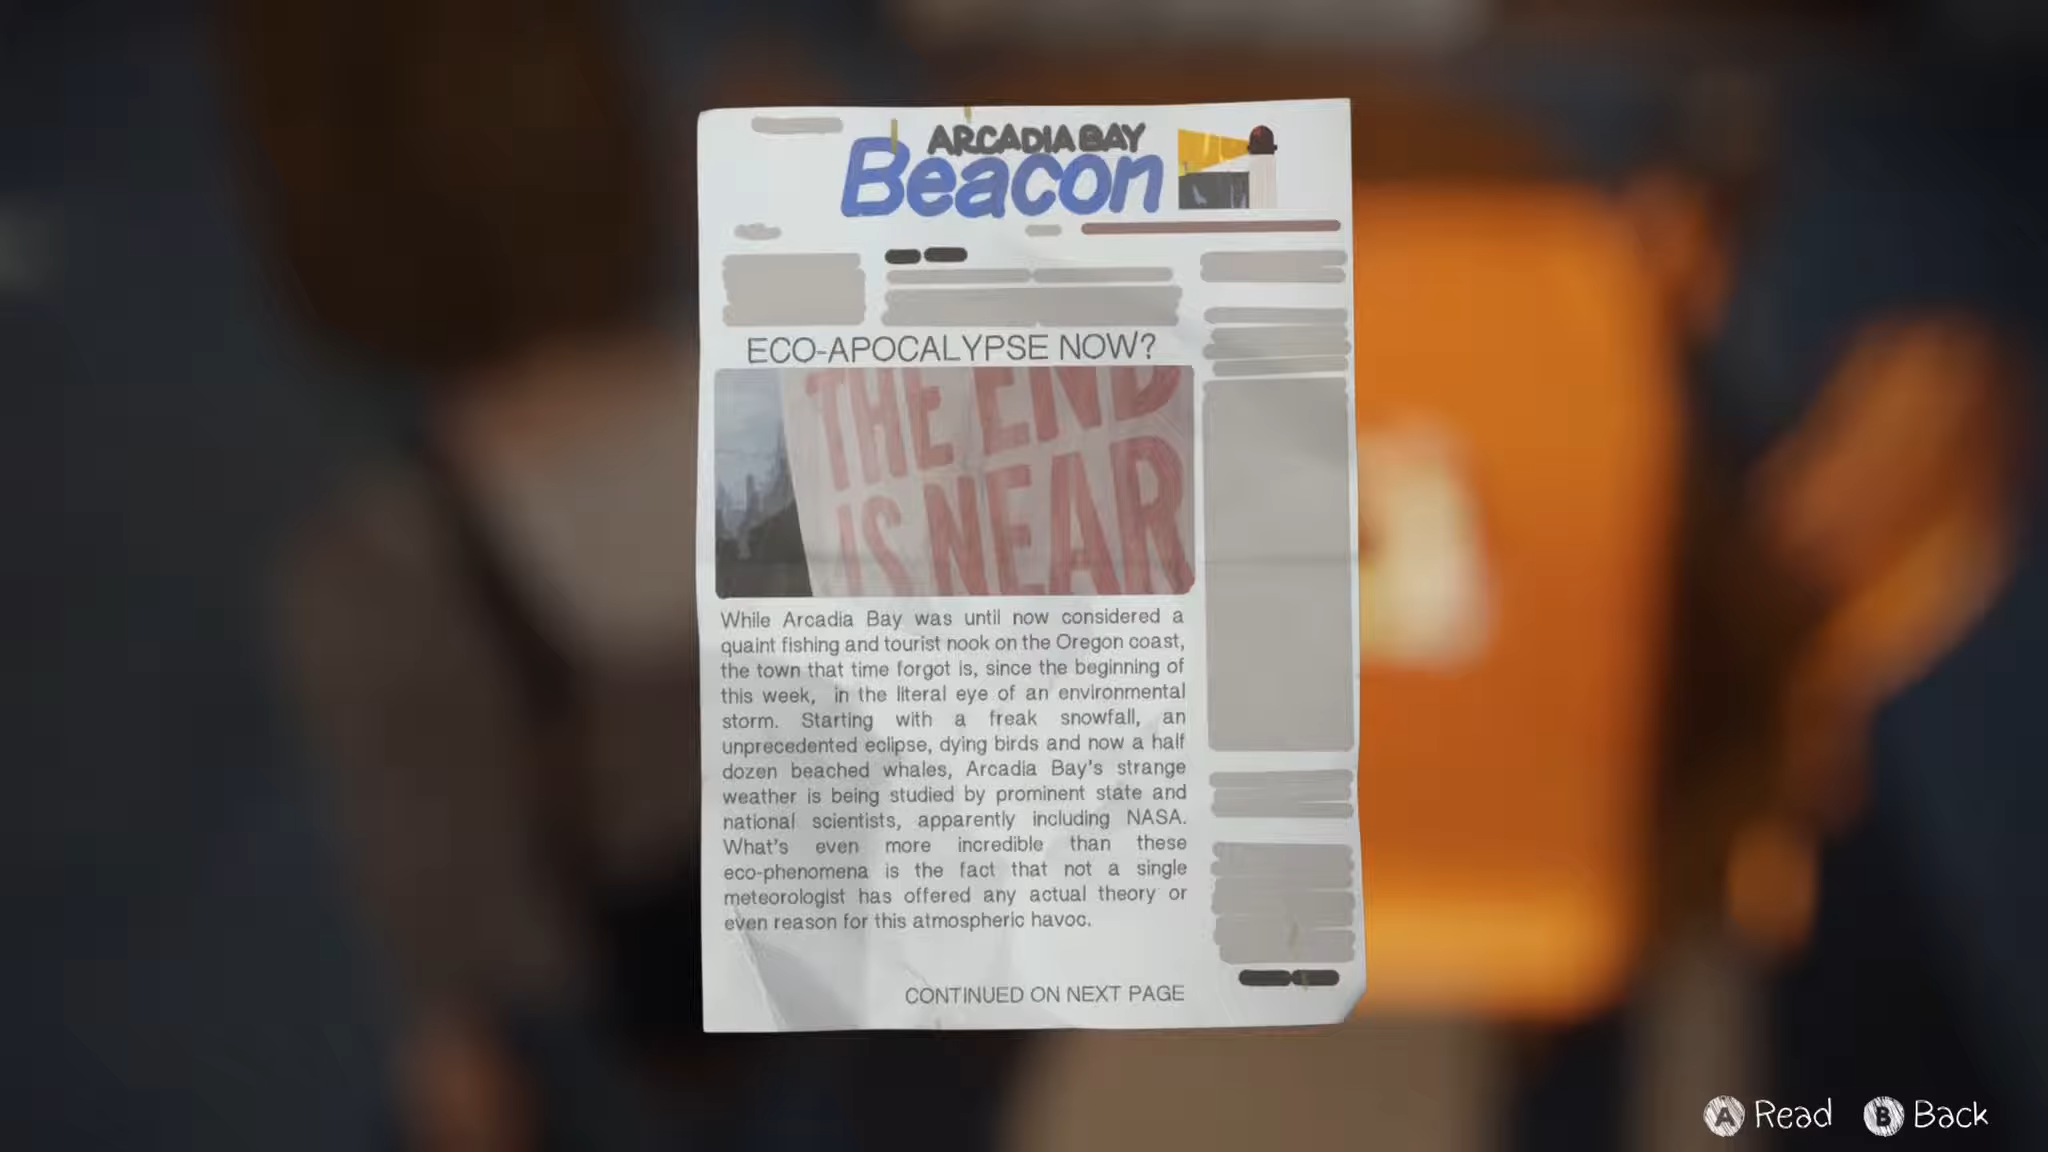 ARCADIA BAY
Beacon
ECO-APOCALYPSE NOW?
THE END
IS NEAR
While Arcadia Bay was until now considered a
quaint fishing and tourist nook on the Oregon coast,
the town that time forgot is, since the beginning of
this week, in the literal eye of an environmental
storm. Starting with a freak snowfall, an
unprecedented eclipse, dying birds and now a half
dozen beached whales, Arcadia Bay's strange
weather is being studied by prominent state and
national scientists, apparently including NASA.
What's even more incredible than these
eco-phenomena is the fact that not a single
meteorologist has offered any actual theory or
even reason for this atmospheric havoc.
CONTINUED ON NEXT PAGE
A Read B Back